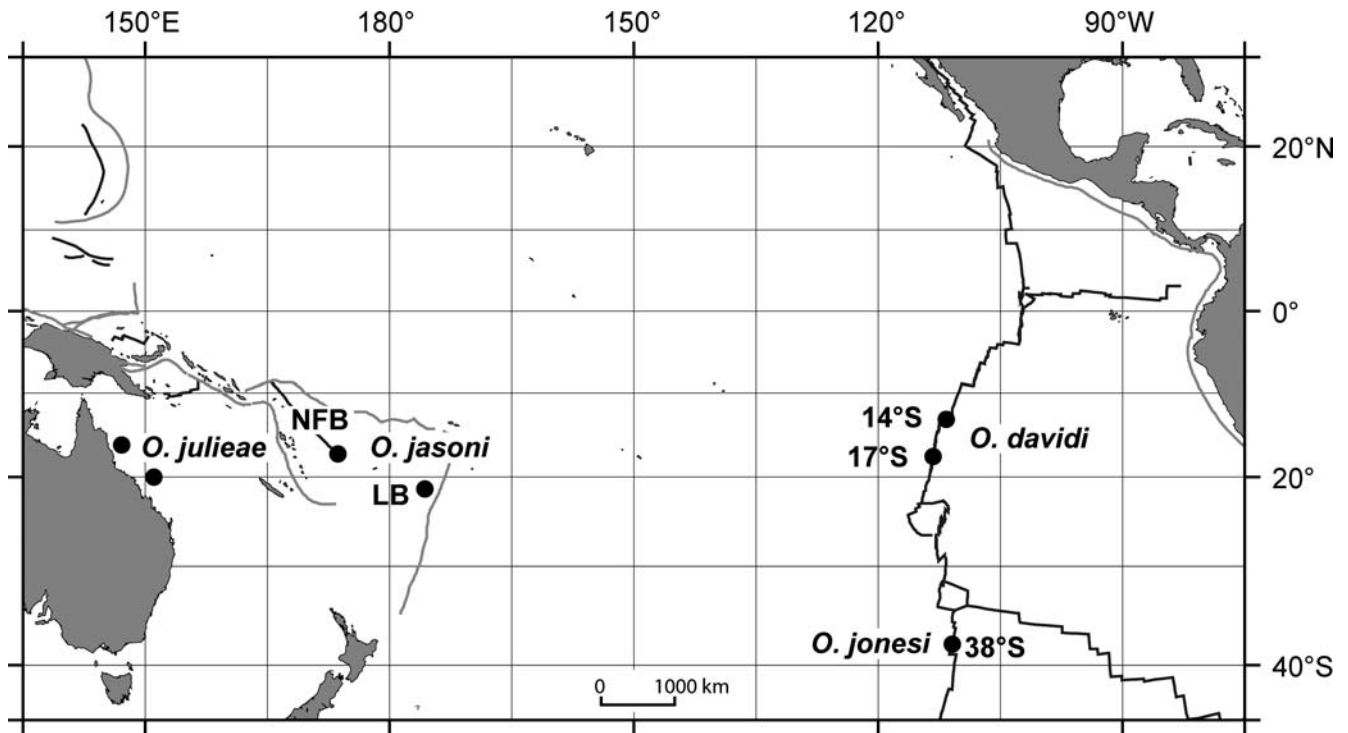 150°E 180° 150° 120° 90°W
20°N
0°
NFB
14°S
O. julieae O. jasoni O. davidi
17°S
20°
LB
O. jonesi 38°S
40°S
0 1000 km